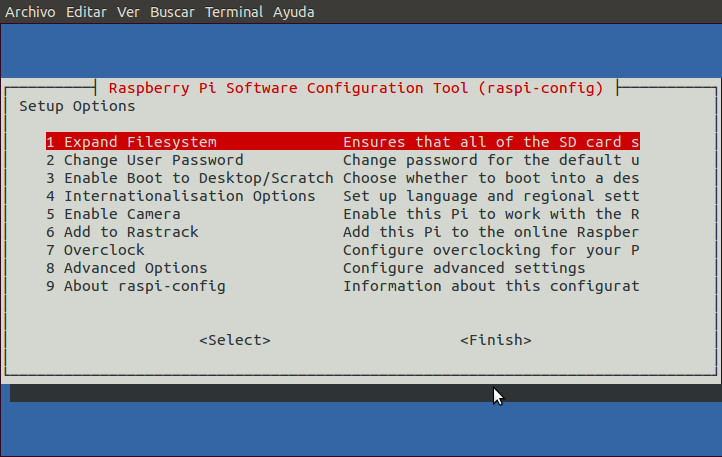 Archivo Editar Ver Buscar Terminal Ayuda
Raspberry Pi Software Configuration Tool (raspi-config)
Setup Options
1 Expand Filesystem Ensures that all of the SD card s
2 Change User Password Change password for the default u
3 Enable Boot to Desktop/Scratch Choose whether to boot into a des
4 Internationalisation Options Set up language and regional sett
5 Enable Camera Enable this Pi to work with the R
6 Add to Rastrack Add this Pi to the online Raspber
7 Overclock Configure overclocking for your P
8 Advanced Options Configure advanced settings
9 About raspi-config Information about this configurat
<Select> <Finish>